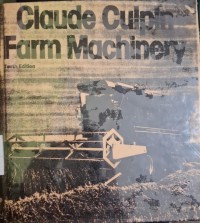 Claude Culpin
Farm Machinery
Tenth Edition